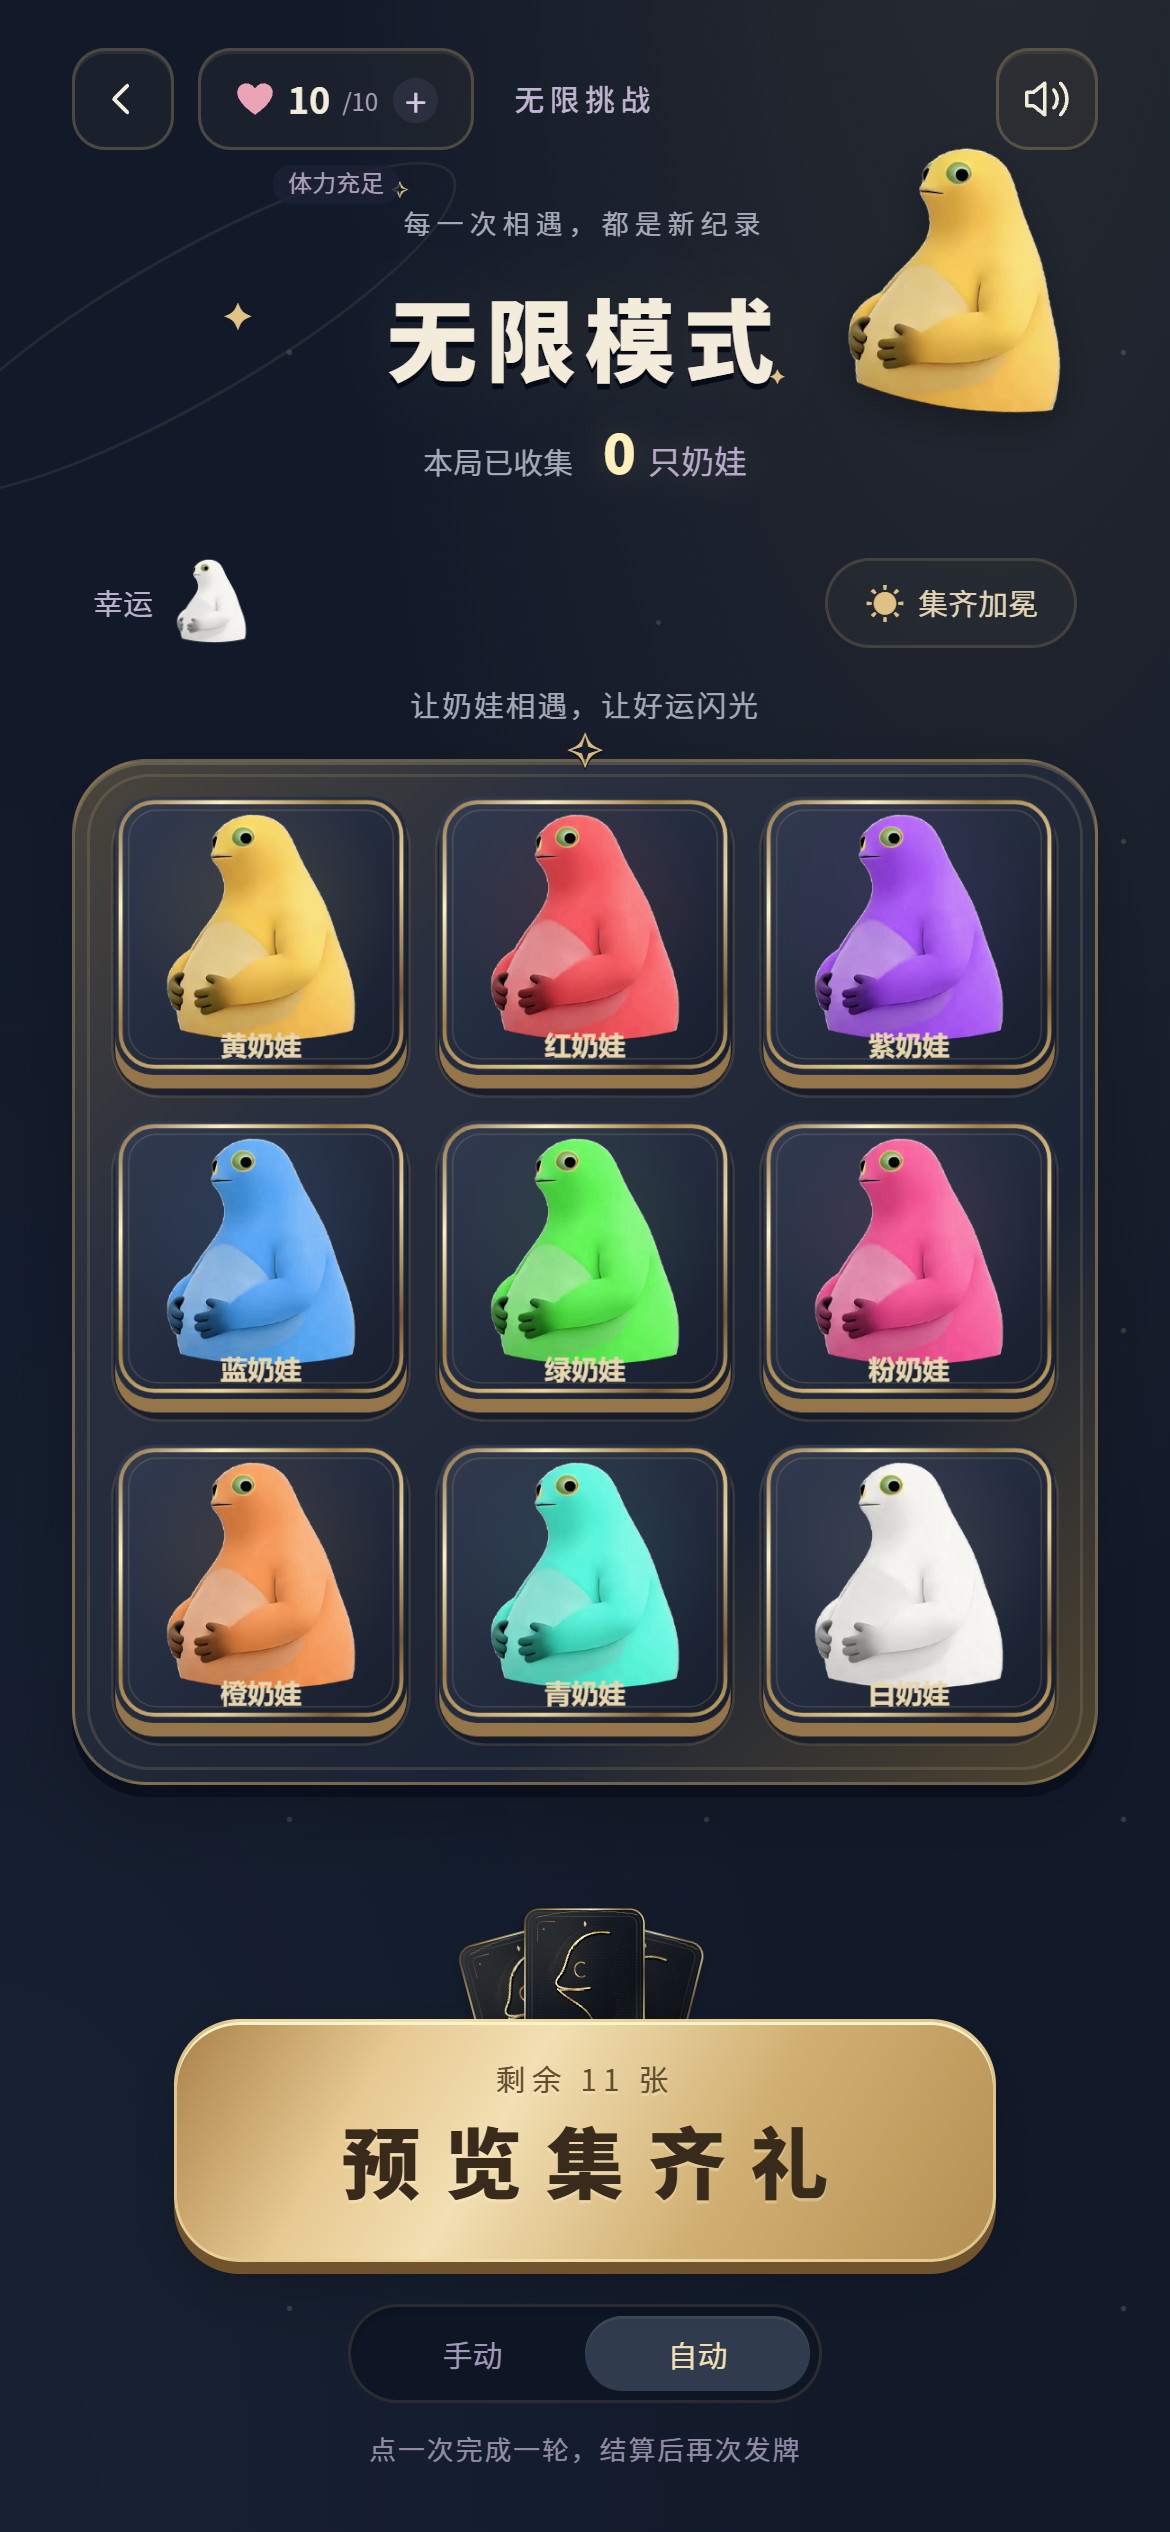 10 /10 + 无限挑战
体力充足
每一次相遇，都是新纪录
无限模式
本局已收集 0 只奶娃
幸运 集齐加冕
让奶娃相遇，让好运闪光
黄奶娃 红奶娃 紫奶娃
蓝奶娃 绿奶娃 粉奶娃
橙奶娃 青奶娃 白奶娃
剩余 11 张
预览集齐礼
手动 自动
点一次完成一轮，结算后再次发牌